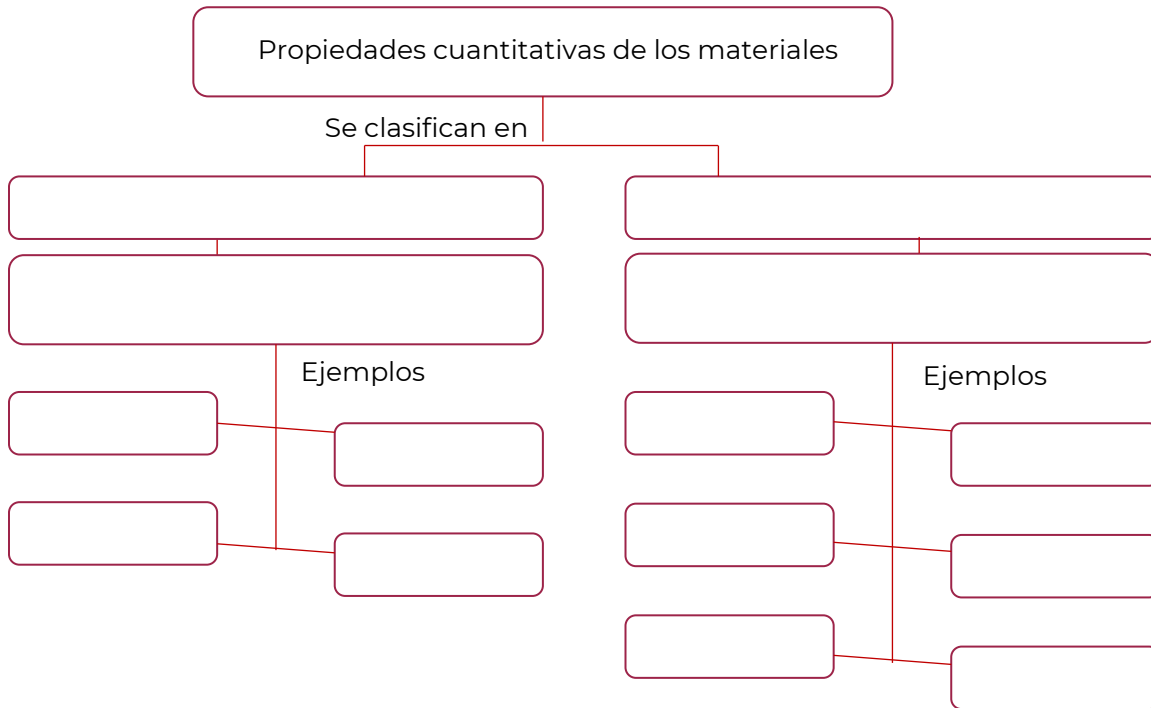 Propiedades cuantitativas de los materiales
Se clasifican en
Ejemplos
Ejemplos